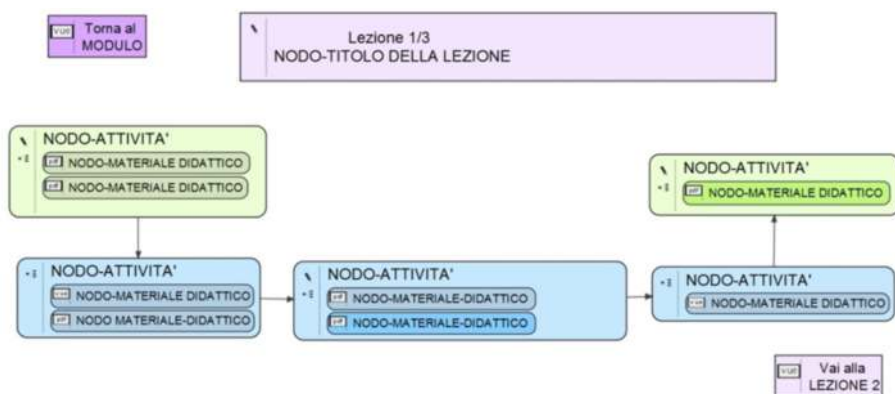 Torna al
MODULO
Lezione 1/3
NODO-TITOLO DELLA LEZIONE
NODO-ATTIVITA'
NODO-MATERIALE DIDATTICO
NODO-MATERIALE DIDATTICO
NODO-ATTIVITA'
NODO-MATERIALE DIDATTICO
NODO-ATTIVITA'
NODO-MATERIALE DIDATTICO
NODO MATERIALE-DIDATTICO
NODO-ATTIVITA'
NODO-MATERIALE-DIDATTICO
NODO-MATERIALE-DIDATTICO
NODO-ATTIVITA'
NODO-MATERIALE DIDATTICO
Vai alla
LEZIONE 2